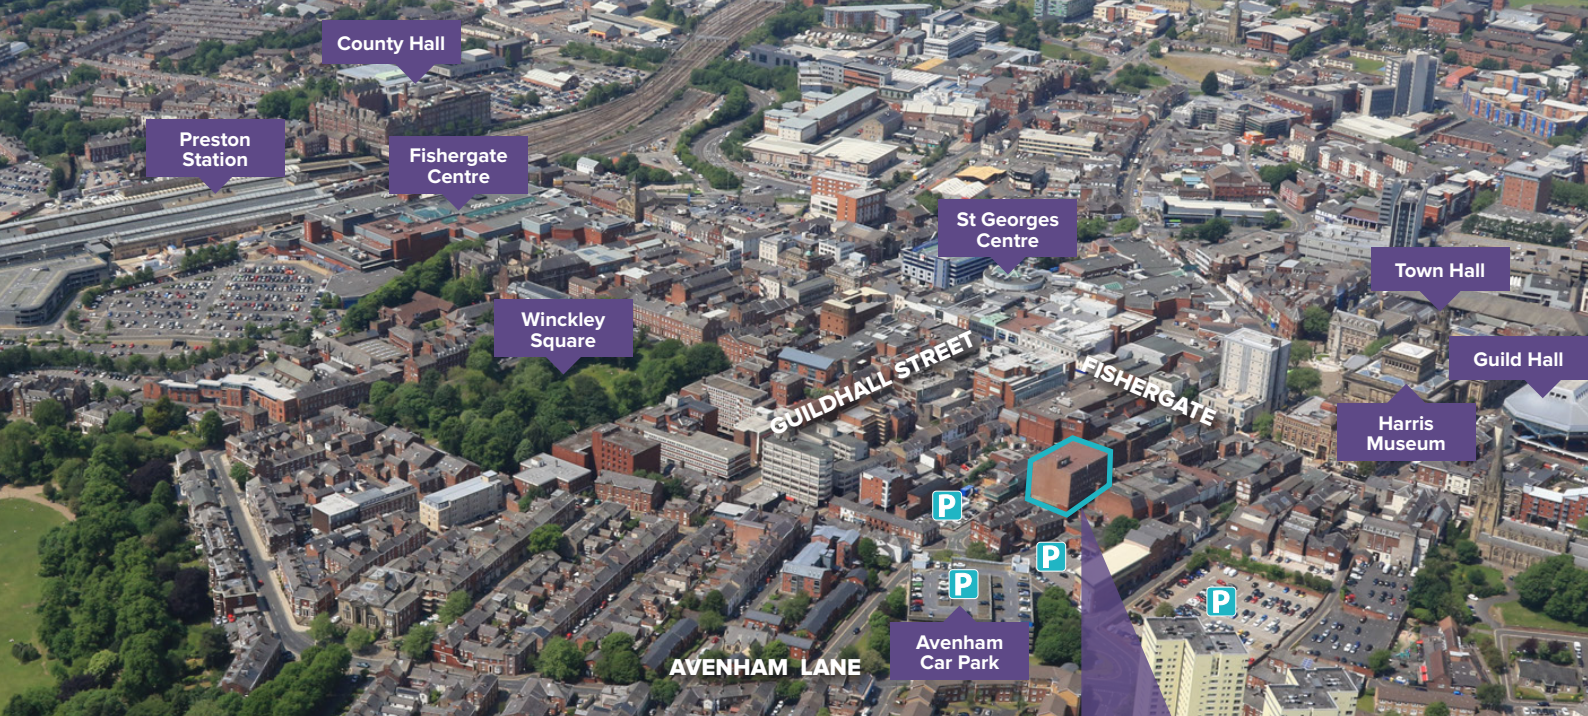 County Hall
Preston
Station
Fishergate
Centre
St Georges
Centre
Town Hall
Winckley
Square
Guild Hall
GUILDHALL STREET
FISHERGATE
Harris
Museum
P
P
P
P
Avenham
Car Park
AVENHAM LANE